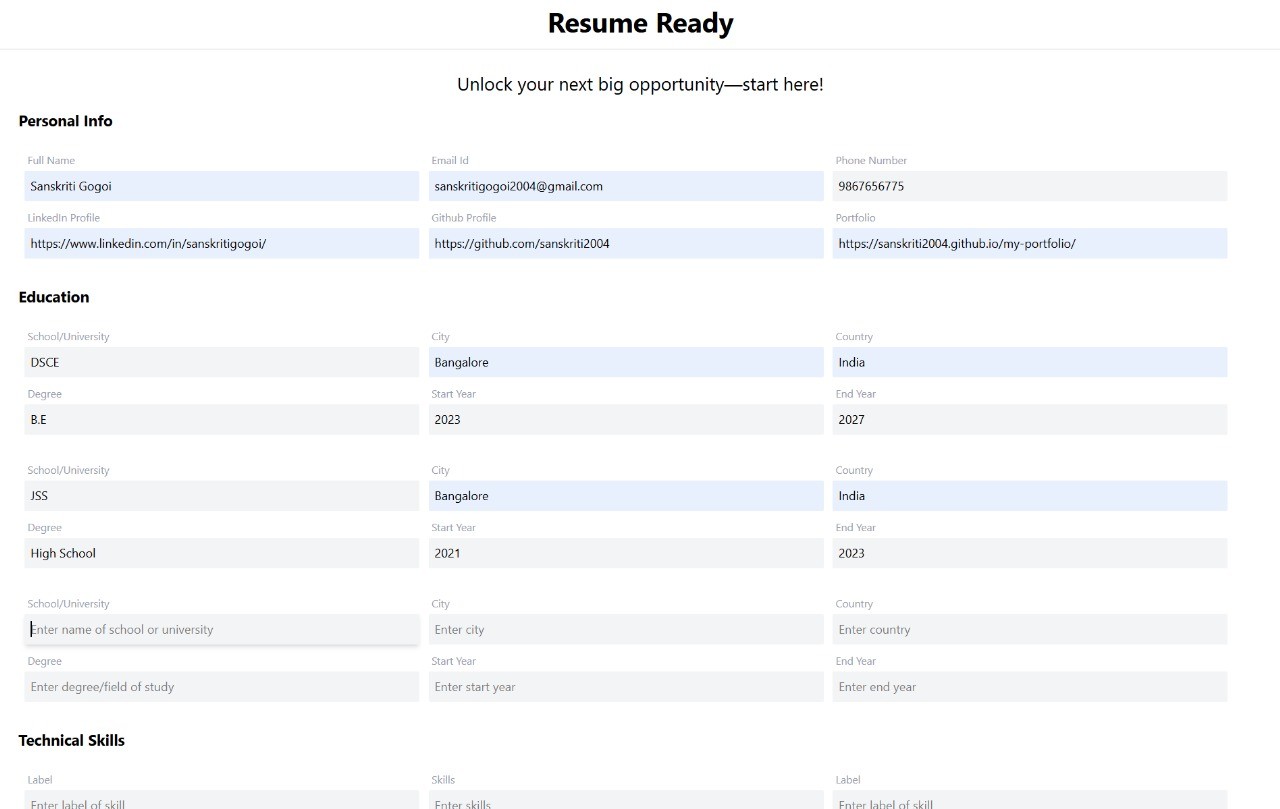 Resume Ready
Unlock your next big opportunity—start here!
Personal Info
Full Name Email Id Phone Number
Sanskriti Gogoi sanskritigogoi2004@gmail.com 9867656775
LinkedIn Profile Github Profile Portfolio
https://www.linkedin.com/in/sanskritigogoi/ https://github.com/sanskriti2004 https://sanskriti2004.github.io/my-portfolio/
Education
School/University City Country
DSCE Bangalore India
Degree Start Year End Year
B.E 2023 2027
School/University City Country
JSS Bangalore India
Degree Start Year End Year
High School 2021 2023
School/University City Country
Enter name of school or university Enter city Enter country
Degree Start Year End Year
Enter degree/field of study Enter start year Enter end year
Technical Skills
Label Skills Label
Enter label of skill Enter skills Enter label of skill